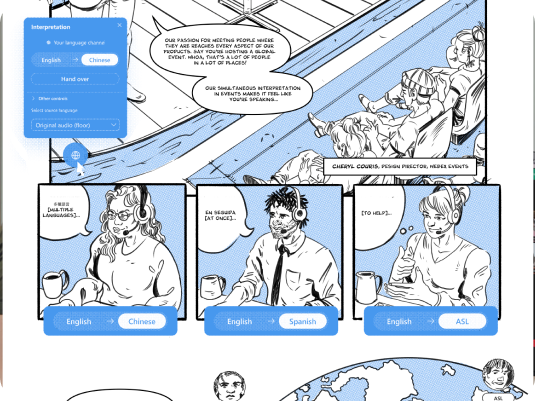 Interpretation
Your language channel
English → Chinese
Hand over
Other controls
Select source language
Original audio (floor)
OUR PASSION FOR MEETING PEOPLE WHERE
THEY ARE REACHES EVERY ASPECT OF OUR
PRODUCTS. SAY YOU'RE HOSTING A GLOBAL
EVENT. WHOA, THAT'S A LOT OF PEOPLE
IN A LOT OF PLACES!
OUR SIMULTANEOUS INTERPRETATION
IN EVENTS MAKES IT FEEL LIKE
YOU'RE SPEAKING...
CHERYL COURIS, DESIGN DIRECTOR, WEBEX EVENTS
[MULTIPLE
LANGUAGES]...
EN SEGUIDA
[AT ONCE]...
[TO HELP]...
English → Chinese
English → Spanish
English → ASL
ASL